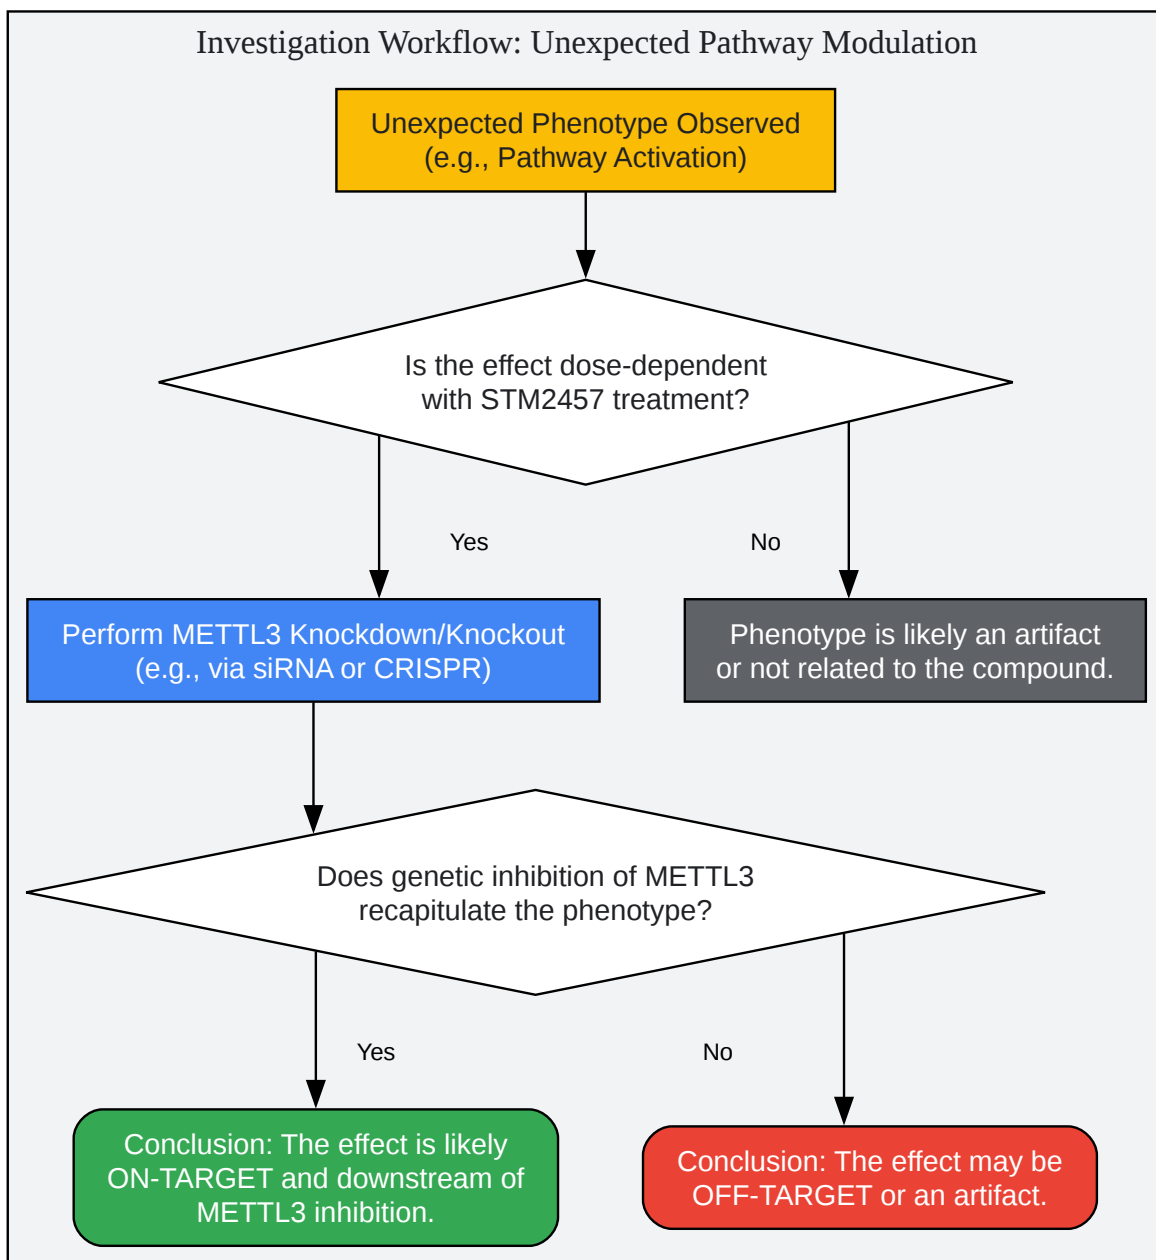 Investigation Workflow: Unexpected Pathway Modulation
Unexpected Phenotype Observed
(e.g., Pathway Activation)
Is the effect dose-dependent
with STM2457 treatment?
Yes
No
Perform METTL3 Knockdown/Knockout
(e.g., via siRNA or CRISPR)
Phenotype is likely an artifact
or not related to the compound.
Does genetic inhibition of METTL3
recapitulate the phenotype?
Yes
No
Conclusion: The effect is likely
ON-TARGET and downstream of
METTL3 inhibition.
Conclusion: The effect may be
OFF-TARGET or an artifact.